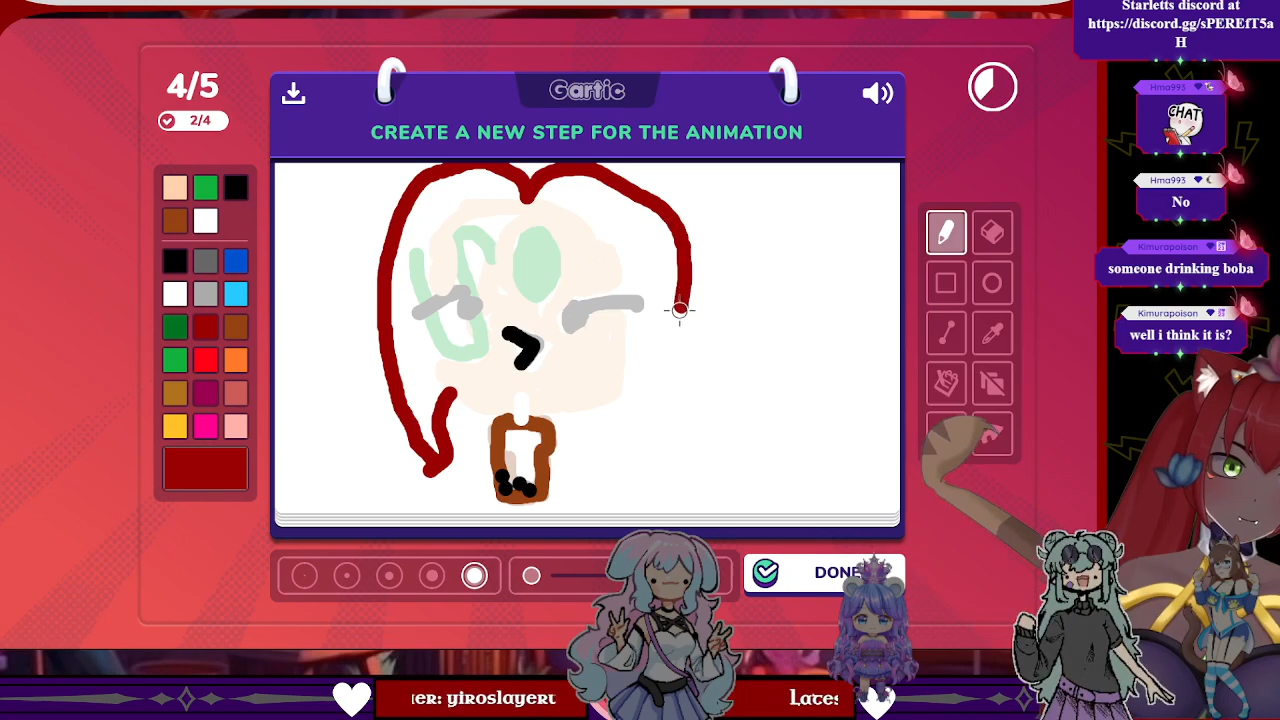 Starletts discord at
https://discord.gg/sPEREfT5a
H
4/5
2/4
Gartic
CREATE A NEW STEP FOR THE ANIMATION
Hma993
CHAT
Hma993
No
Kimurapoison
someone drinking boba
Kimurapoison
well i think it is?
DONE
ER: yiroslayert
Lates